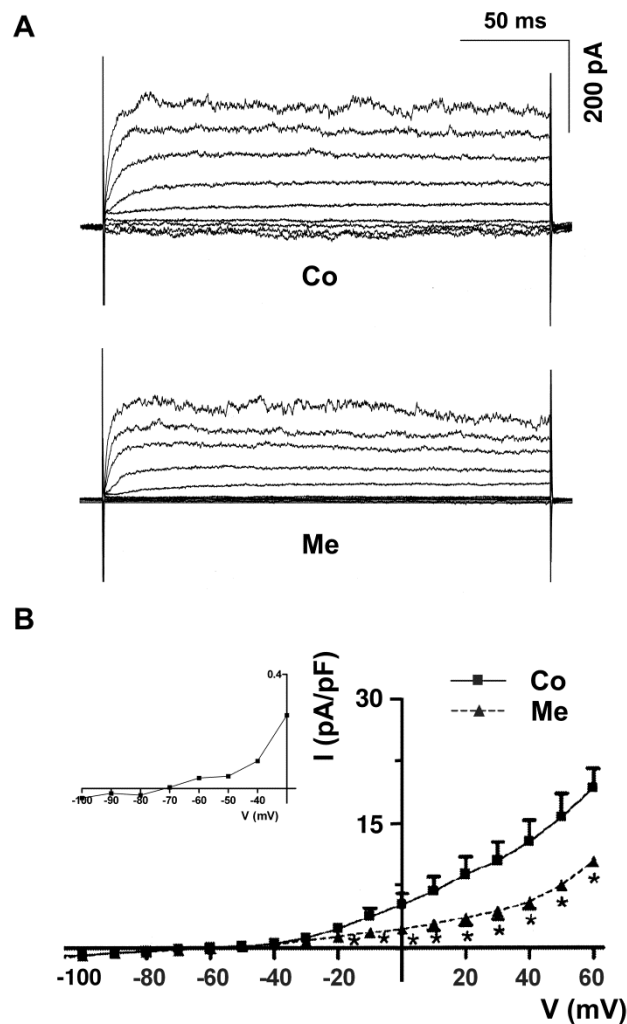 A
50 ms
200 pA
Co
Me
B
0.4
-100 -90 -80 -70 -60 -50 -40
V (mV)
I (pA/pF)
30
15
Co
Me
* * * * * * * * *
-100 -80 -60 -40 -20 20 40 60
V (mV)